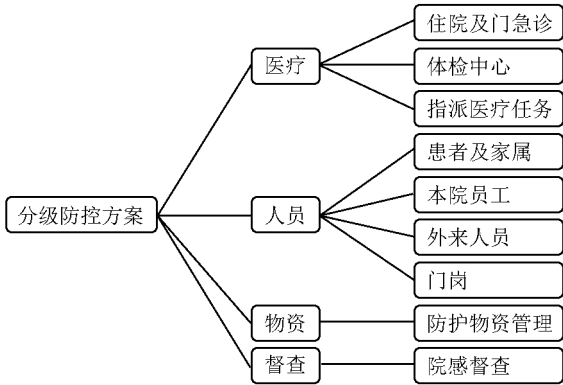 分级防控方案
医疗
住院及门急诊
体检中心
指派医疗任务
人员
患者及家属
本院员工
外来人员
门岗
物资
防护物资管理
督查
院感督查